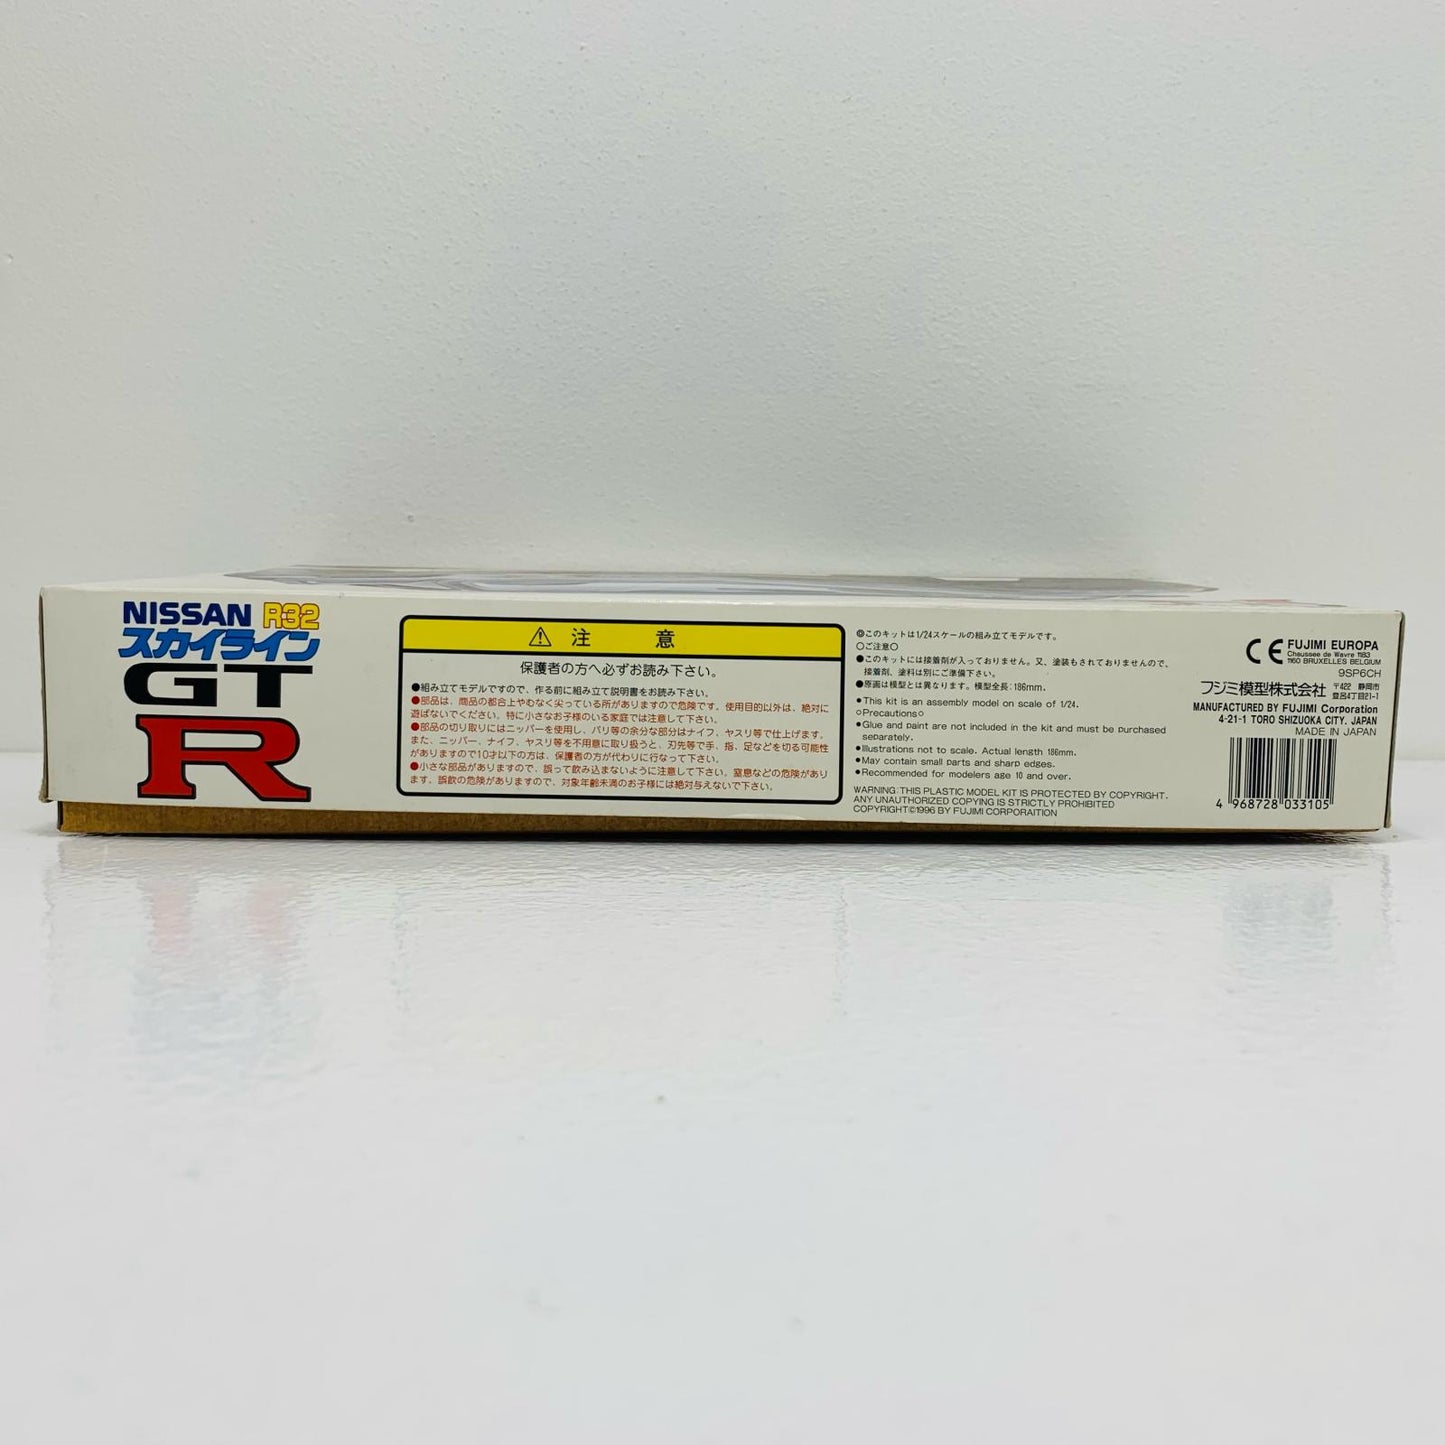 NISSAN R32
スカイライン
GT
R
注 意
保護者の方へ必ずお読み下さい。
●組み立てモデルですので、作る前に組み立て説明書をお読み下さい。
●部品は、商品の都合上やむなく尖っている所がありますので危険です。使用目的以外は、絶対に
遊ばないでください。特に小さなお子様のいる家庭では注意して下さい。
●部品の切り取りにはニッパーを使用し、バリ等の余分な部分はナイフ、ヤスリ等で仕上げます。
また、ニッパー、ナイフ、ヤスリ等を不用意に取り扱うと、刃先等で手、指、足などを切る可能性
がありますので10才以下の方は、保護者の方が代わりに行なって下さい。
●小さな部品がありますので、誤って飲み込まないように注意して下さい。窒息などの危険があり
ます。誤飲の危険がありますので、対象年齢未満のお子様には絶対与えないで下さい。
◎このキットは1/24スケールの組み立てモデルです。
○ご注意○
●このキットには接着剤が入っておりません。又、塗装もされておりませんので、
接着剤、塗料は別にご準備下さい。
●原画は模型とは異なります。模型全長:186mm.
●This kit is an assembly model on scale of 1/24.
○Precautions○
●Glue and paint are not included in the kit and must be purchased
separately.
●Illustrations not to scale. Actual length 186mm.
●May contain small parts and sharp edges.
●Recommended for modelers age 10 and over.
WARNING: THIS PLASTIC MODEL KIT IS PROTECTED BY COPYRIGHT.
ANY UNAUTHORIZED COPYING IS STRICTLY PROHIBITED
COPYRIGHT©1996 BY FUJIMI CORPORAITION
CE FUJIMI EUROPA
Chaussee de Wavre 1183
1160 BRUXELLES BELGIUM
9SP6CH
フジミ模型株式会社 〒422 静岡市
登呂4丁目21-1
MANUFACTURED BY FUJIMI Corporation
4-21-1 TORO SHIZUOKA CITY. JAPAN
MADE IN JAPAN
4 968728 033105